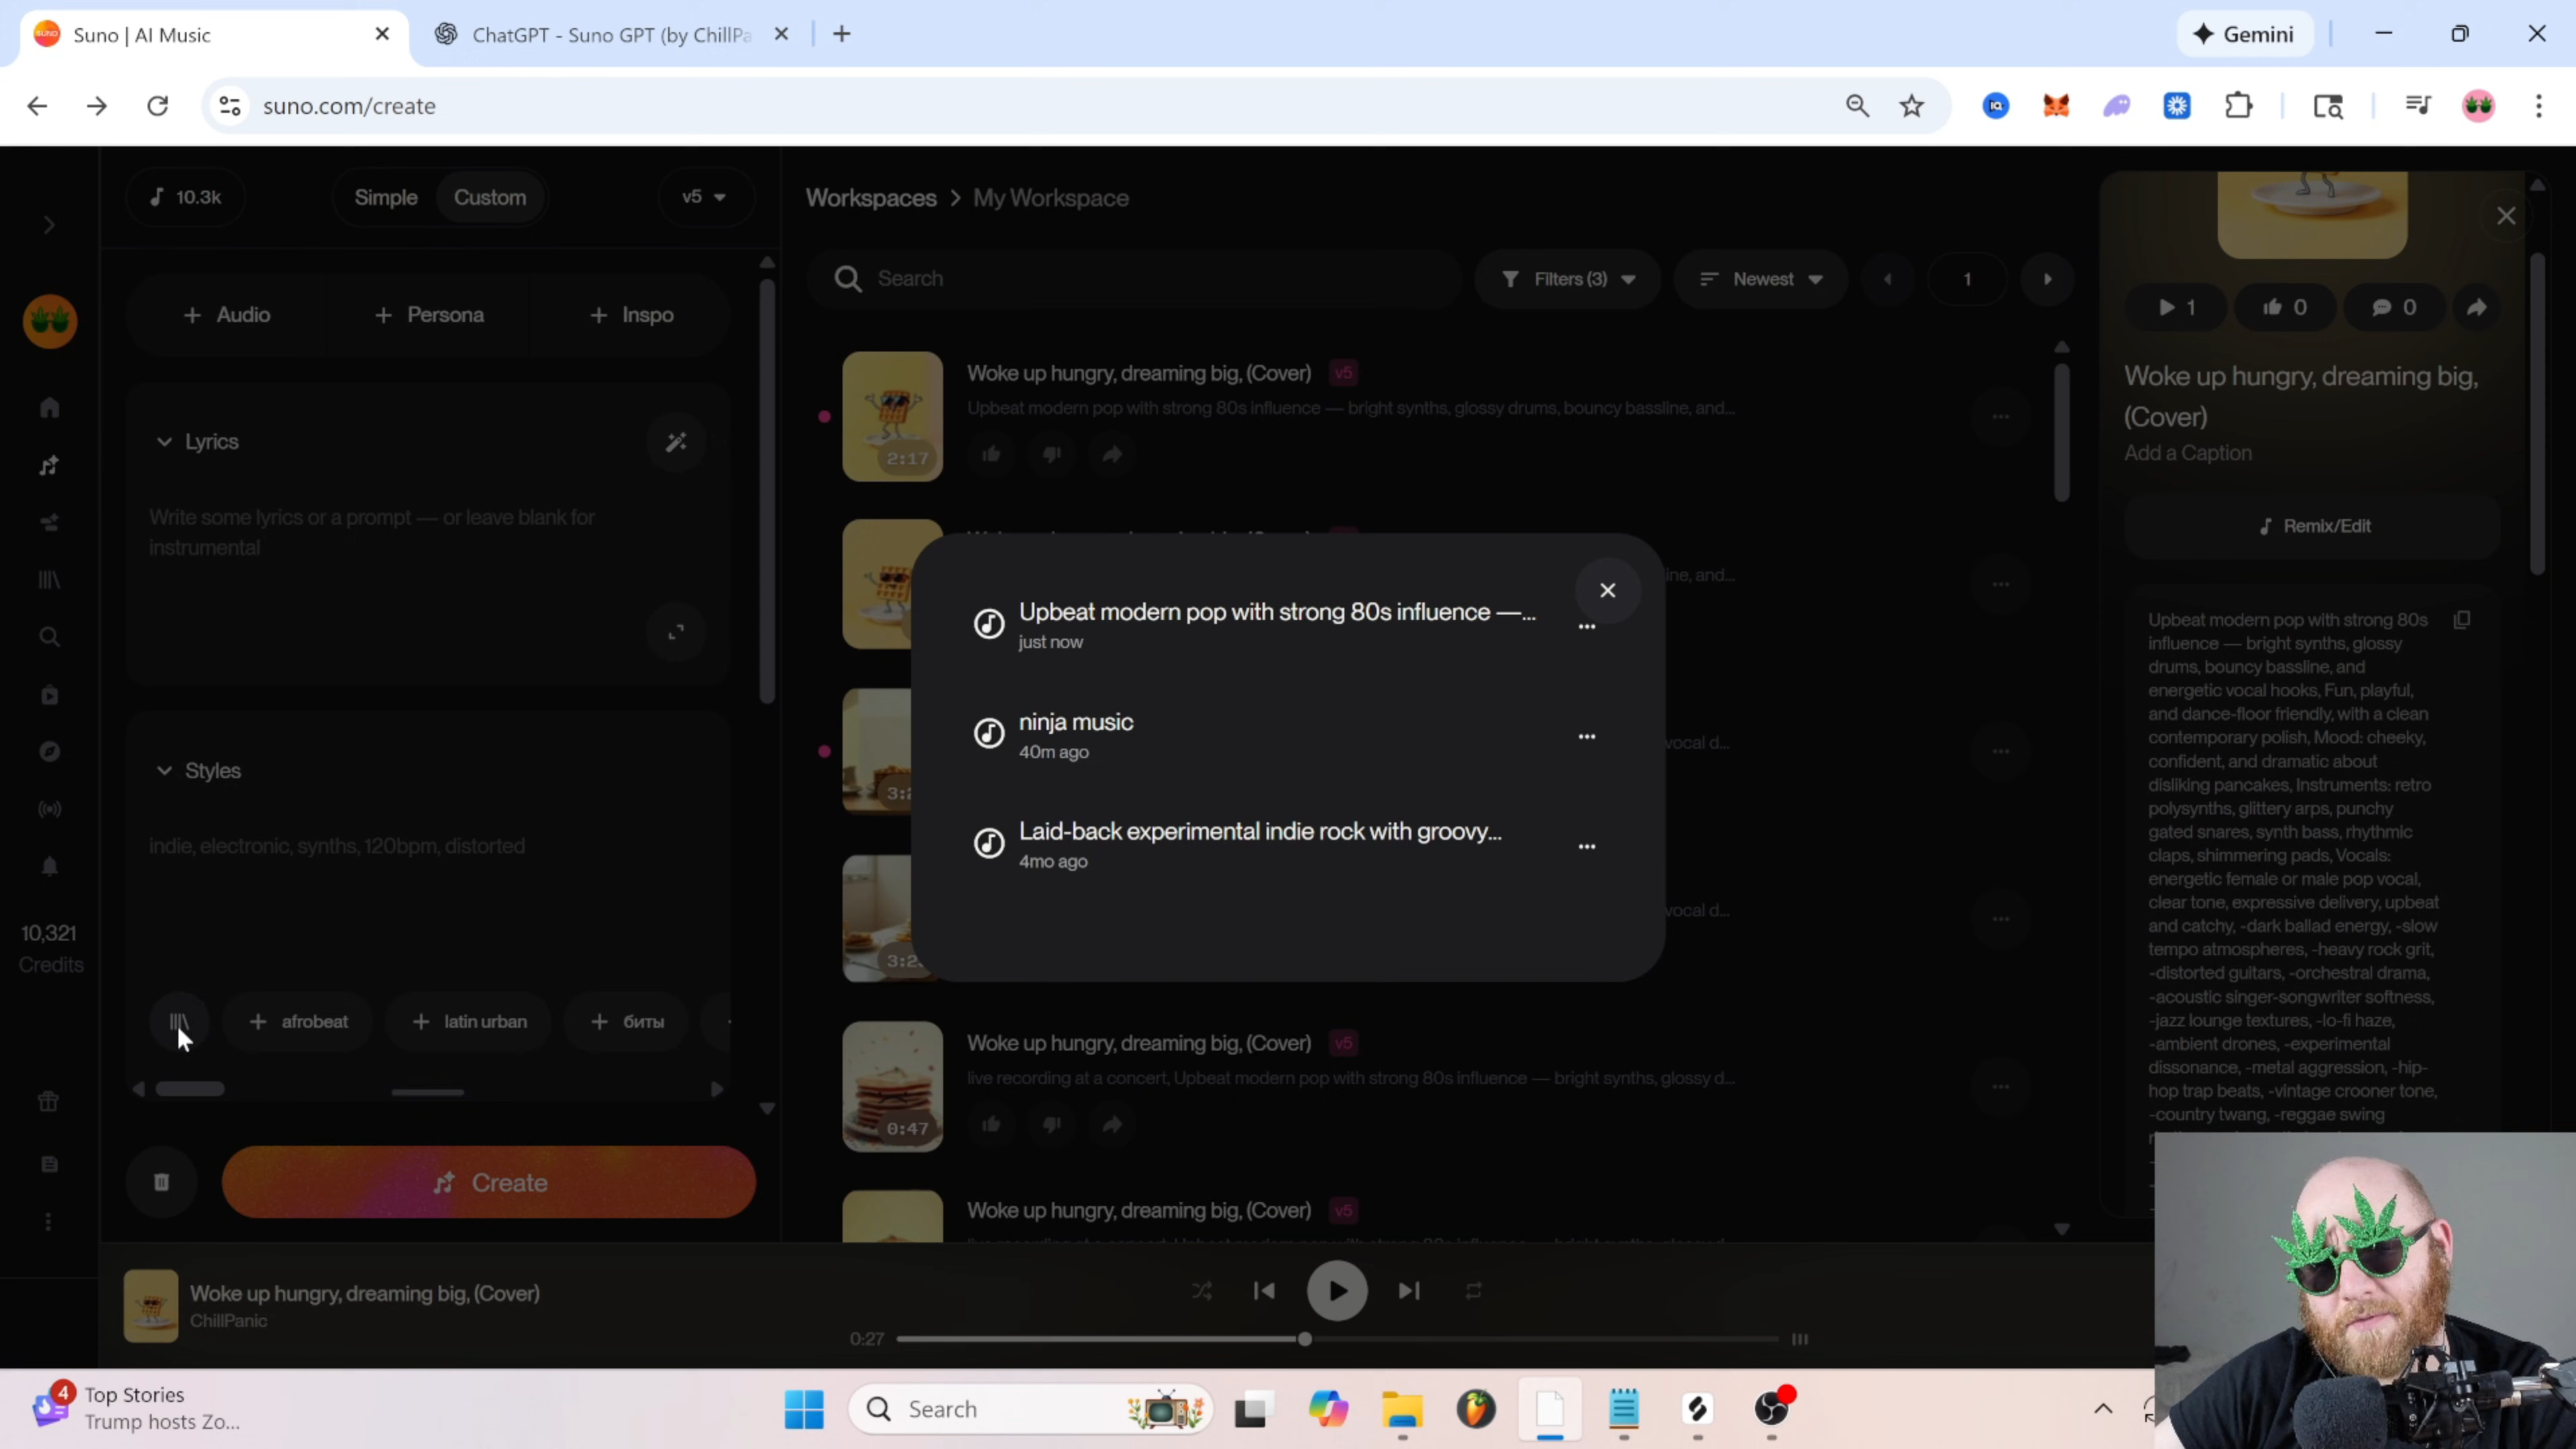 Suno | AI Music
ChatGPT - Suno GPT (by ChillPa
Gemini
suno.com/create
10.3k
Simple
Custom
v5
Workspaces > My Workspace
+ Audio
+ Persona
+ Inspo
Search
Filters (3)
Newest
1
Lyrics
Write some lyrics or a prompt — or leave blank for
instrumental
Styles
indie, electronic, synths, 120bpm, distorted
10,321
Credits
+ afrobeat
+ latin urban
+ биты
Create
Woke up hungry, dreaming big, (Cover) v5
Upbeat modern pop with strong 80s influence — bright synths, glossy drums, bouncy bassline, and...
2:17
ine, and...
Upbeat modern pop with strong 80s influence —...
just now
ninja music
40m ago
Laid-back experimental indie rock with groovy...
4mo ago
vocal d...
vocal d...
Woke up hungry, dreaming big, (Cover) v5
live recording at a concert, Upbeat modern pop with strong 80s influence — bright synths, glossy d...
0:47
Woke up hungry, dreaming big, (Cover) v5
1
0
0
Woke up hungry, dreaming big,
(Cover)
Add a Caption
Remix/Edit
Upbeat modern pop with strong 80s
influence — bright synths, glossy
drums, bouncy bassline, and
energetic vocal hooks, Fun, playful,
and dance-floor friendly, with a clean
contemporary polish, Mood: cheeky,
confident, and dramatic about
disliking pancakes, Instruments: retro
polysynths, glittery arps, punchy
gated snares, synth bass, rhythmic
claps, shimmering pads, Vocals:
energetic female or male pop vocal,
clear tone, expressive delivery, upbeat
and catchy, -dark ballad energy, -slow
tempo atmospheres, -heavy rock grit,
-distorted guitars, -orchestral drama,
-acoustic singer-songwriter softness,
-jazz lounge textures, -lo-fi haze,
-ambient drones, -experimental
dissonance, -metal aggression, -hip-
hop trap beats, -vintage crooner tone,
-country twang, -reggae swing
Woke up hungry, dreaming big, (Cover)
ChillPanic
0:27
4
Top Stories
Trump hosts Zo...
Search